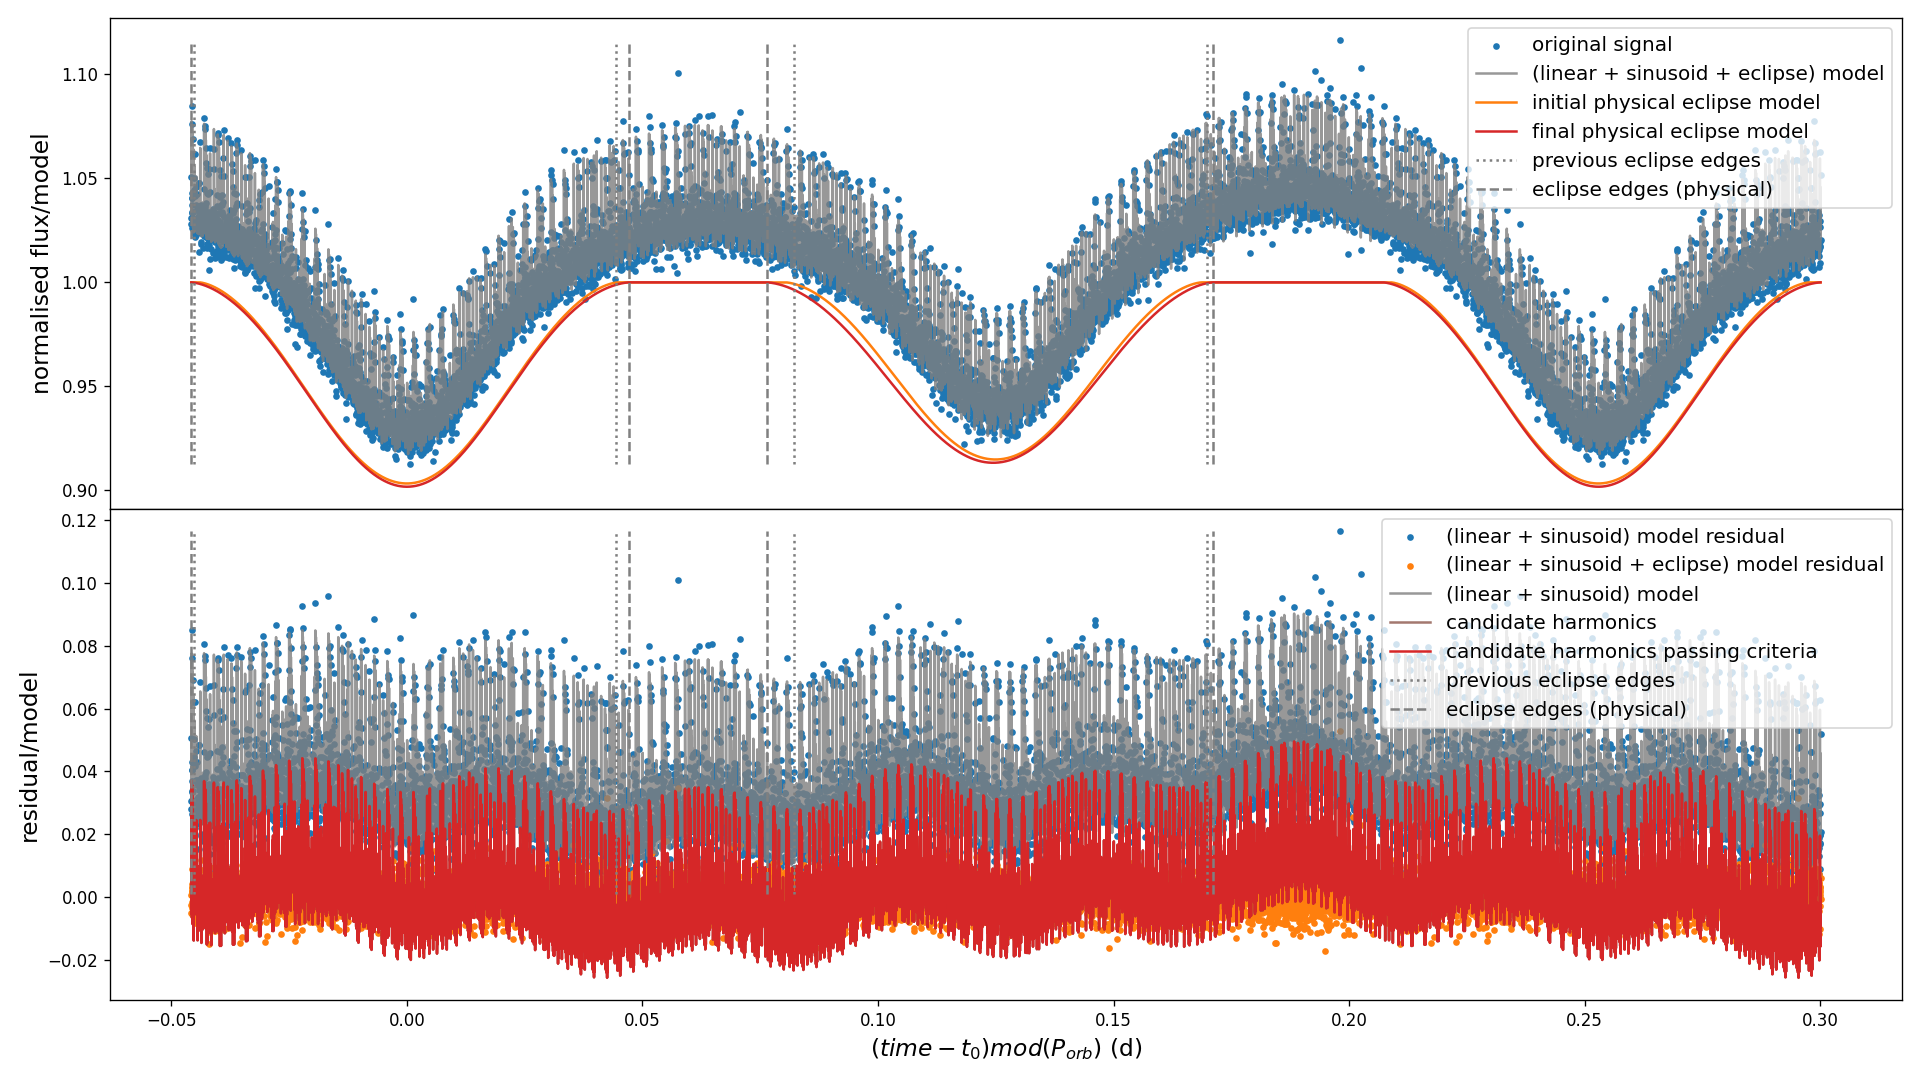 normalised flux/model
1.10
1.05
1.00
0.95
0.90
original signal
(linear + sinusoid + eclipse) model
initial physical eclipse model
final physical eclipse model
previous eclipse edges
eclipse edges (physical)
residual/model
0.12
0.10
0.08
0.06
0.04
0.02
0.00
−0.02
(linear + sinusoid) model residual
(linear + sinusoid + eclipse) model residual
(linear + sinusoid) model
candidate harmonics
candidate harmonics passing criteria
previous eclipse edges
eclipse edges (physical)
−0.05 0.00 0.05 0.10 0.15 0.20 0.25 0.30
(time − t₀)mod(P_orb) (d)